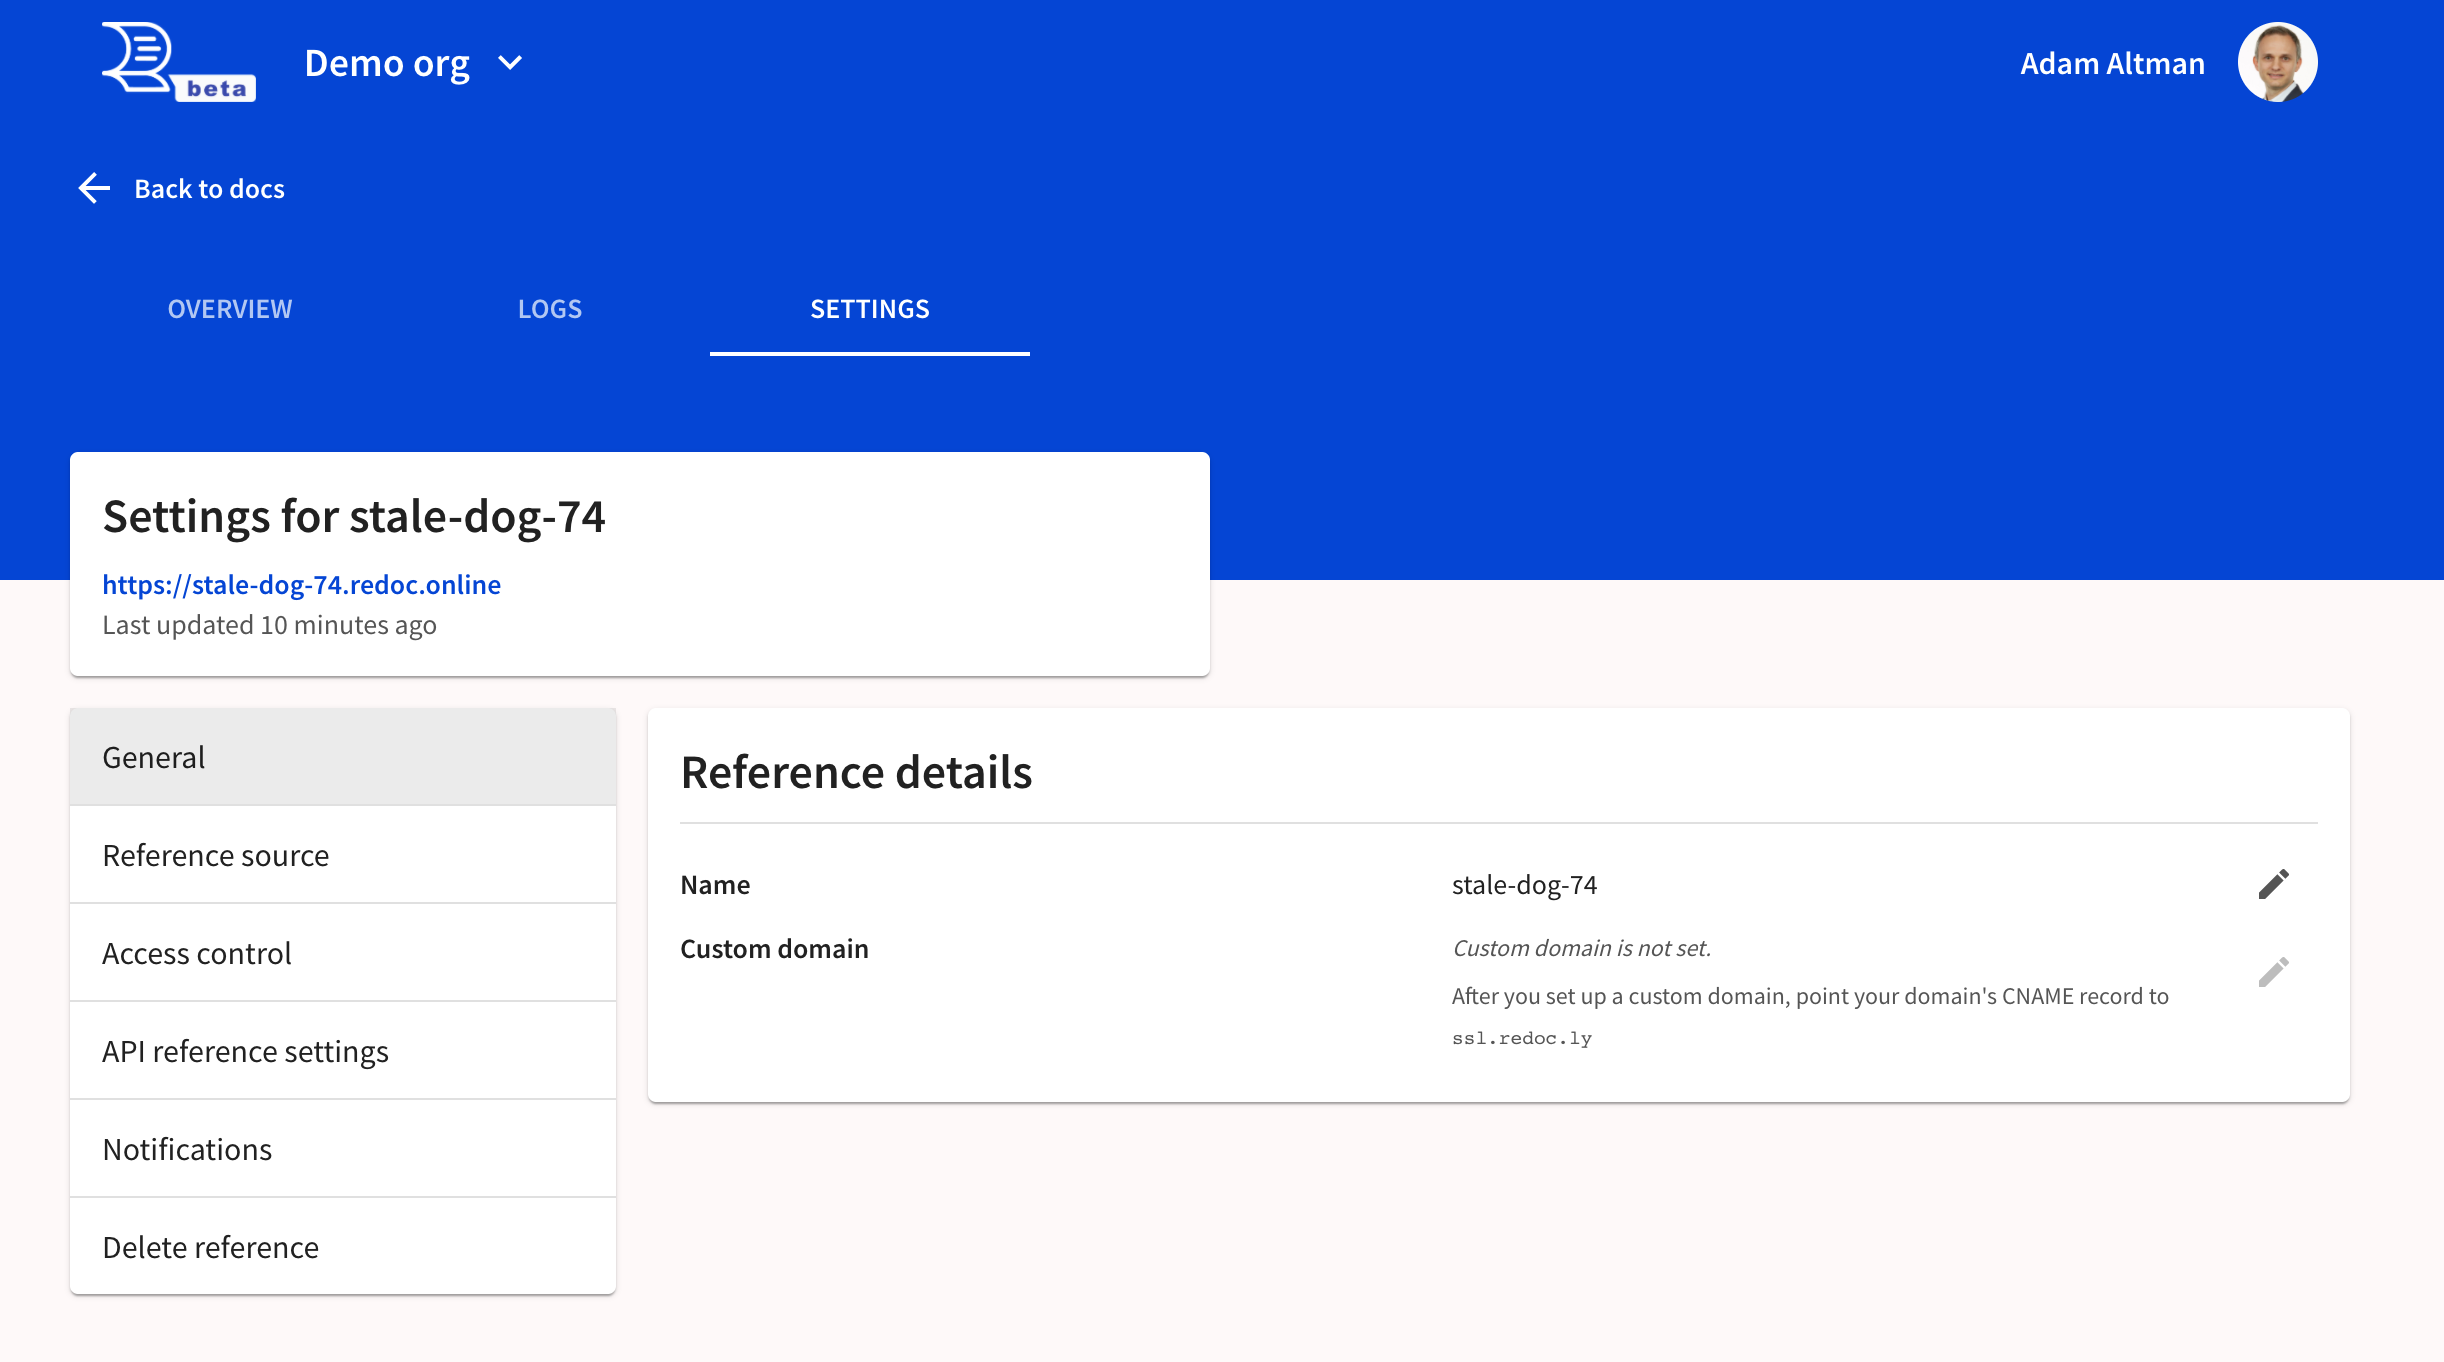 beta
Demo org
Adam Altman
Back to docs
OVERVIEW
LOGS
SETTINGS
Settings for stale-dog-74
https://stale-dog-74.redoc.online
Last updated 10 minutes ago
General
Reference source
Access control
API reference settings
Notifications
Delete reference
Reference details
Name
stale-dog-74
Custom domain
Custom domain is not set.
After you set up a custom domain, point your domain's CNAME record to
ssl.redoc.ly